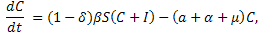 dC/dt = (1 − δ)βS(C + I) − (a + α + μ)C,